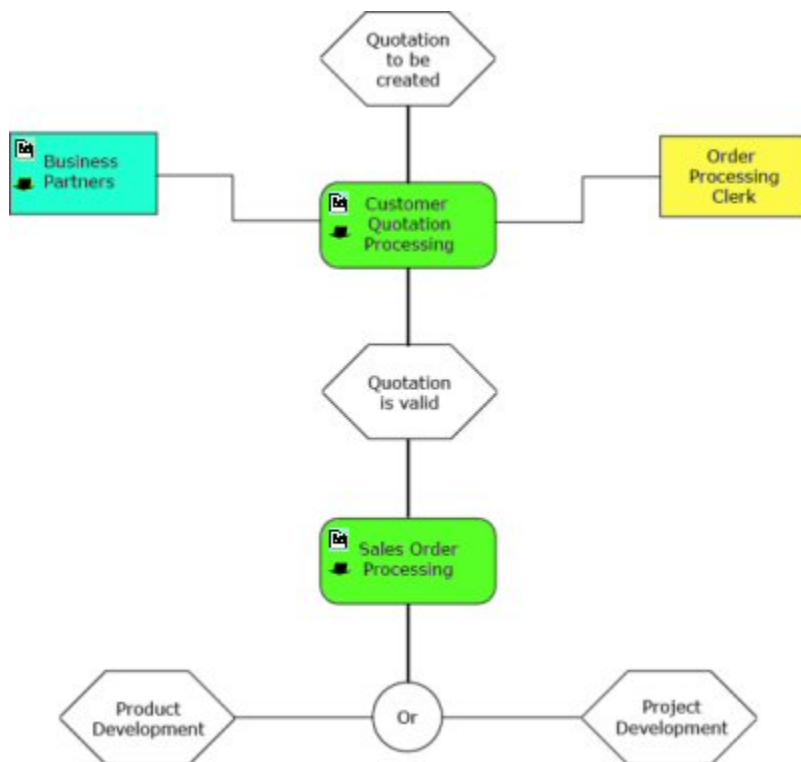 Quotation
to be
created
Business
Partners
Customer
Quotation
Processing
Order
Processing
Clerk
Quotation
is valid
Sales Order
Processing
Product
Development
Or
Project
Development